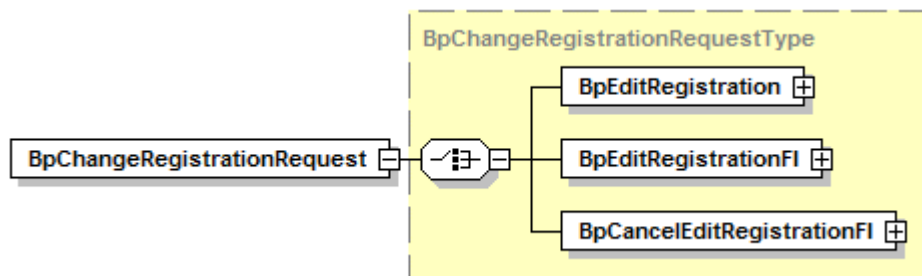 BpChangeRegistrationRequestType
BpEditRegistration
BpChangeRegistrationRequest
BpEditRegistrationFI
BpCancelEditRegistrationFI